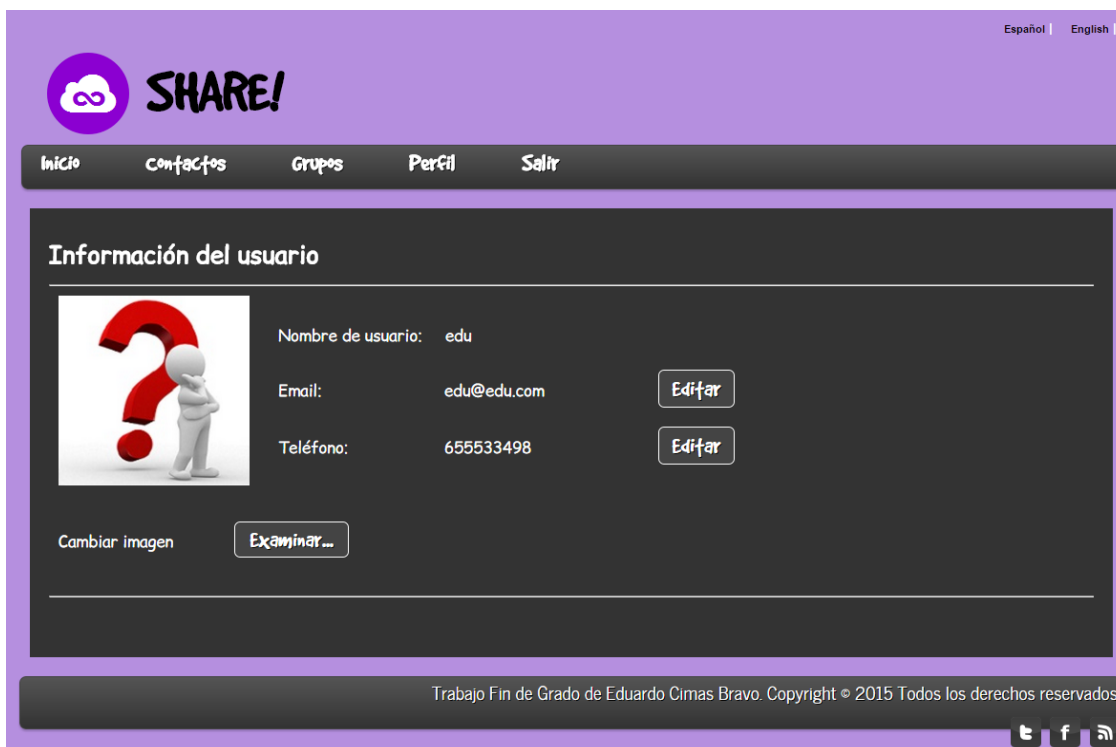 Español English
SHARE!
Inicio Contactos Grupos Perfil Salir
Información del usuario
Nombre de usuario: edu
Email: edu@edu.com Editar
Teléfono: 655533498 Editar
Cambiar imagen Examinar...
Trabajo Fin de Grado de Eduardo Cimas Bravo. Copyright © 2015 Todos los derechos reservados